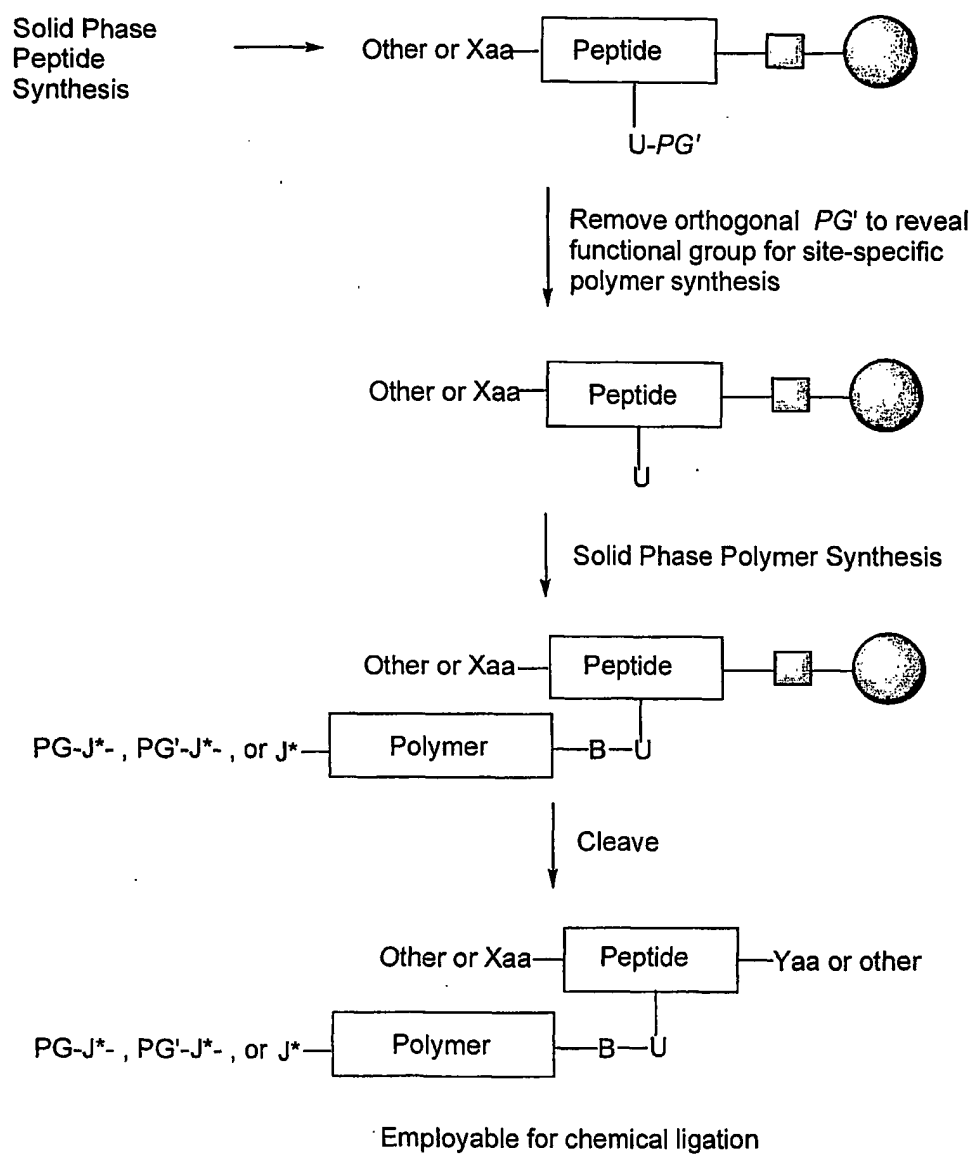 Solid Phase
Peptide
Synthesis
Other or Xaa
Peptide
U-PG'
Remove orthogonal PG' to reveal
functional group for site-specific
polymer synthesis
Other or Xaa
Peptide
U
Solid Phase Polymer Synthesis
Other or Xaa
Peptide
PG-J*- , PG'-J*- , or J*
Polymer
B
U
Cleave
Other or Xaa
Peptide
Yaa or other
PG-J*- , PG'-J*- , or J*
Polymer
B
U
Employable for chemical ligation